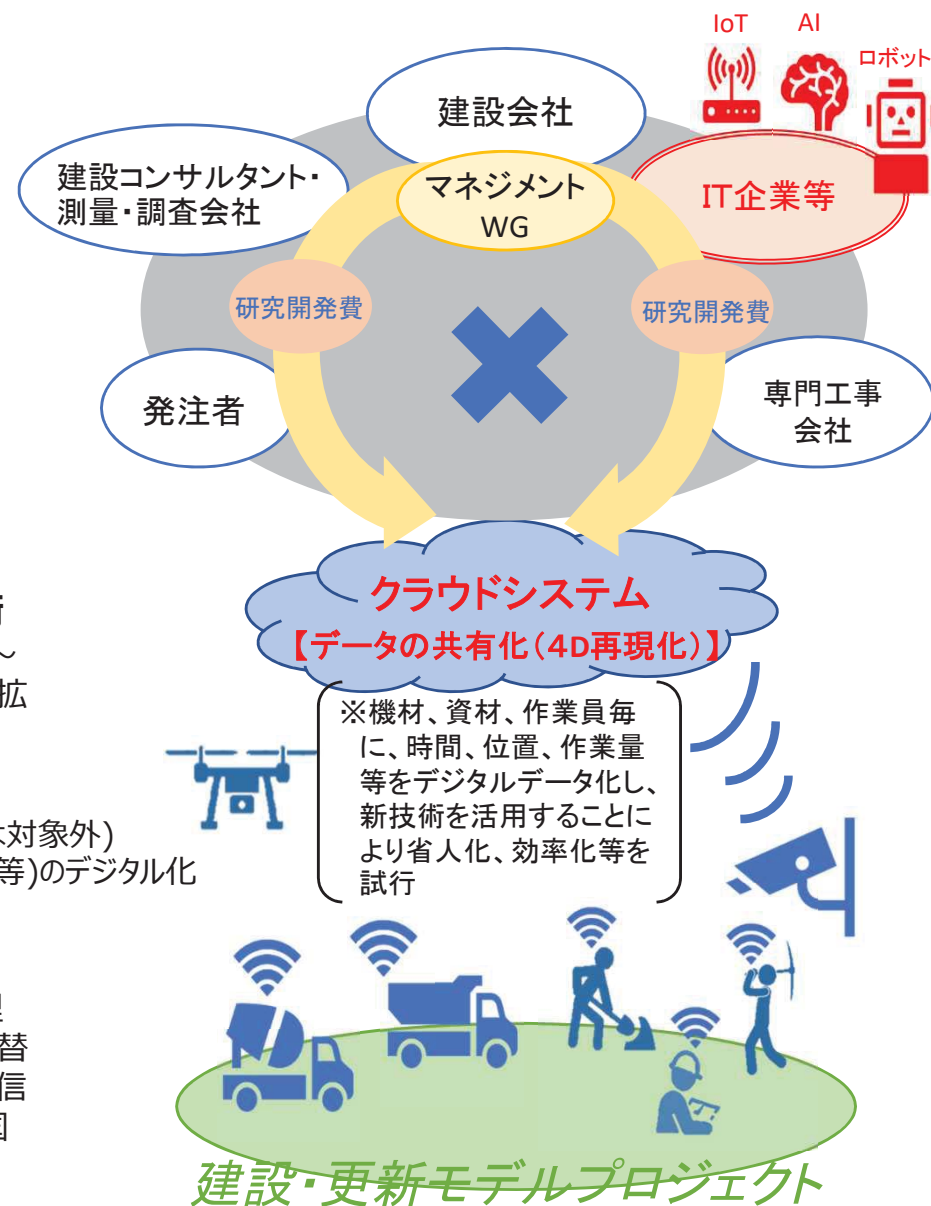 IoT
AI
ロボット
建設会社
建設コンサルタント・
測量・調査会社
マネジメント
WG
IT企業等
研究開発費
研究開発費
発注者
専門工事
会社
クラウドシステム
【データの共有化（4D再現化）】
～
拡
※機材、資材、作業員毎
に、時間、位置、作業量
等をデジタルデータ化し、
新技術を活用することに
より省人化、効率化等を
試行
対象外)
等)のデジタル化
替
信
建設・更新モデルプロジェクト